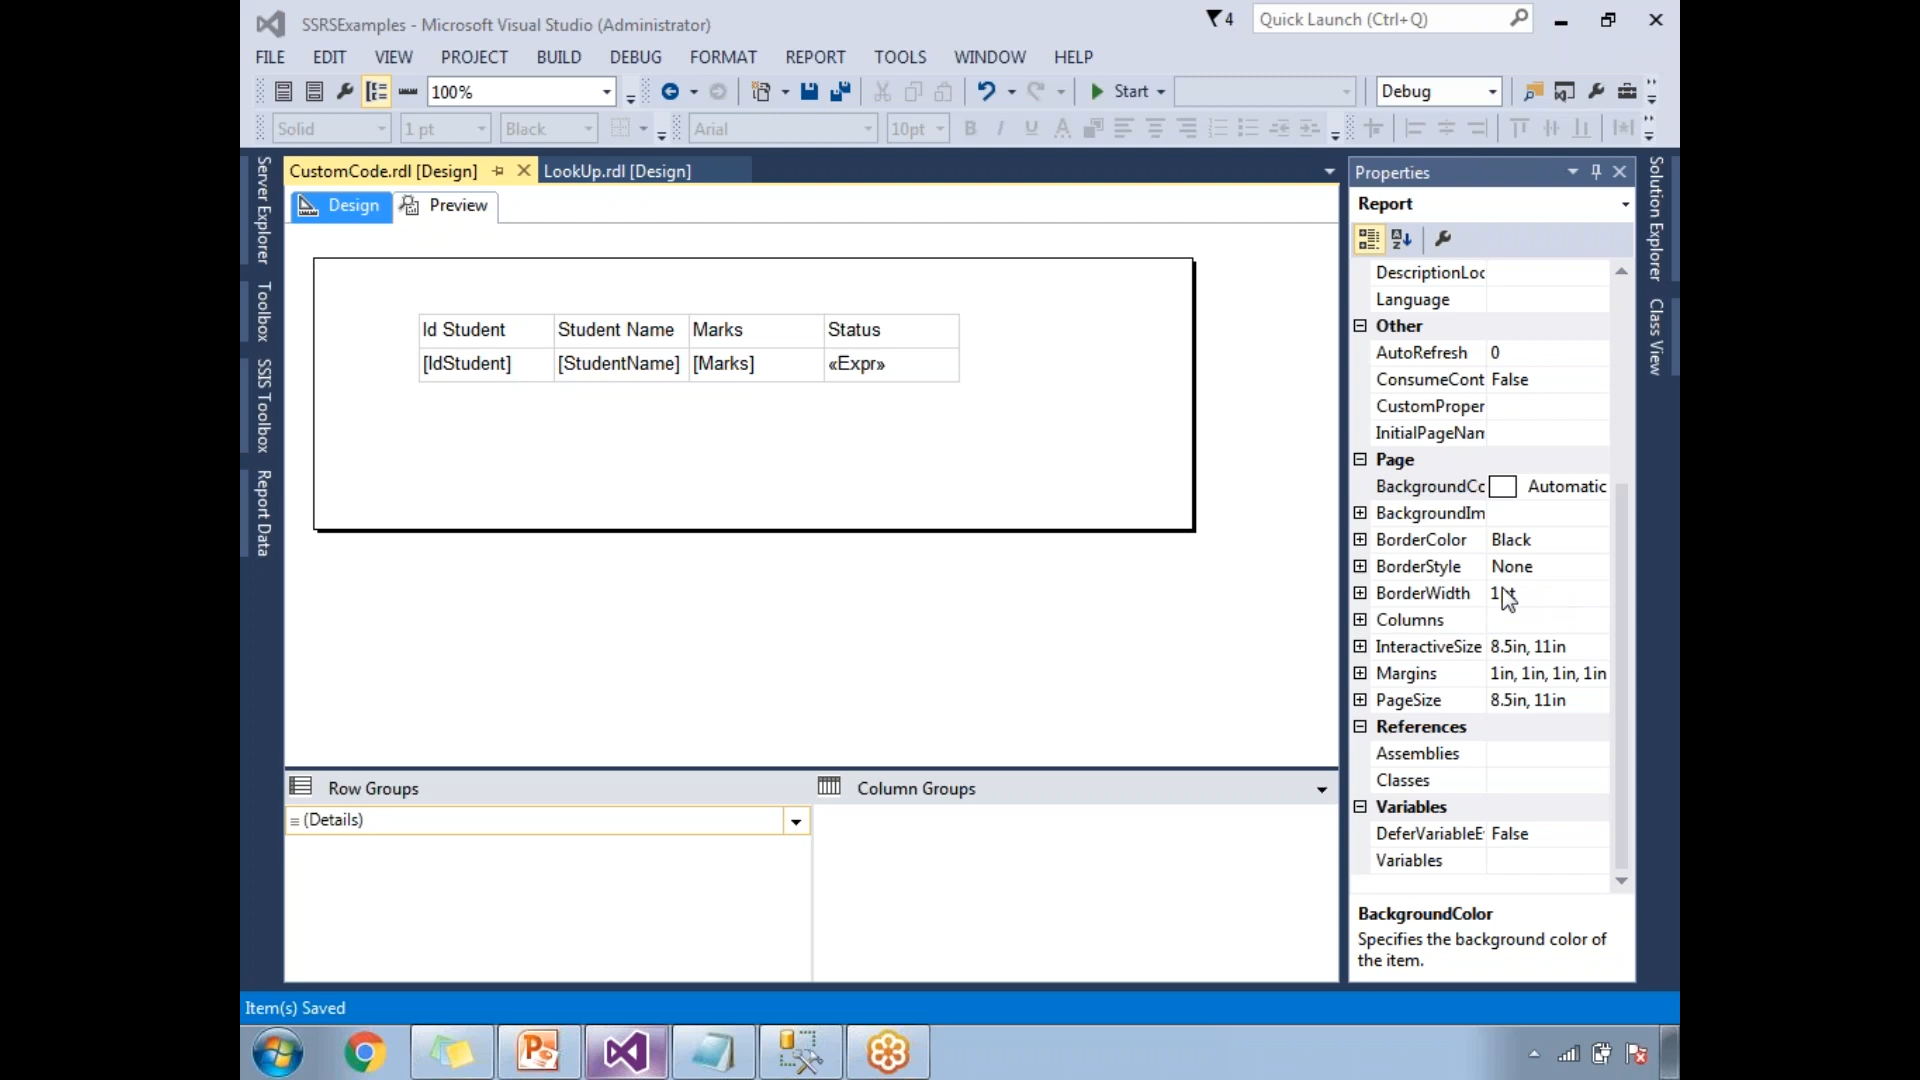 SSRSExamples - Microsoft Visual Studio (Administrator)
4
Quick Launch (Ctrl+Q)
FILE EDIT VIEW PROJECT BUILD DEBUG FORMAT REPORT TOOLS WINDOW HELP
100%
Start
Debug
Solid 1 pt Black Arial 10pt B I U A
CustomCode.rdl [Design] LookUp.rdl [Design]
Design Preview
Server Explorer
Toolbox
SSIS Toolbox
Report Data
Id Student Student Name Marks Status
[IdStudent] [StudentName] [Marks] «Expr»
Row Groups
(Details)
Column Groups
Properties
Report
DescriptionLoc
Language
Other
AutoRefresh 0
ConsumeCont False
CustomProper
InitialPageNam
Page
BackgroundCo Automatic
BackgroundIm
BorderColor Black
BorderStyle None
BorderWidth
Columns
InteractiveSize 8.5in, 11in
Margins 1in, 1in, 1in, 1in
PageSize 8.5in, 11in
References
Assemblies
Classes
Variables
DeferVariableE False
Variables
BackgroundColor
Specifies the background color of
the item.
Solution Explorer
Class View
Item(s) Saved